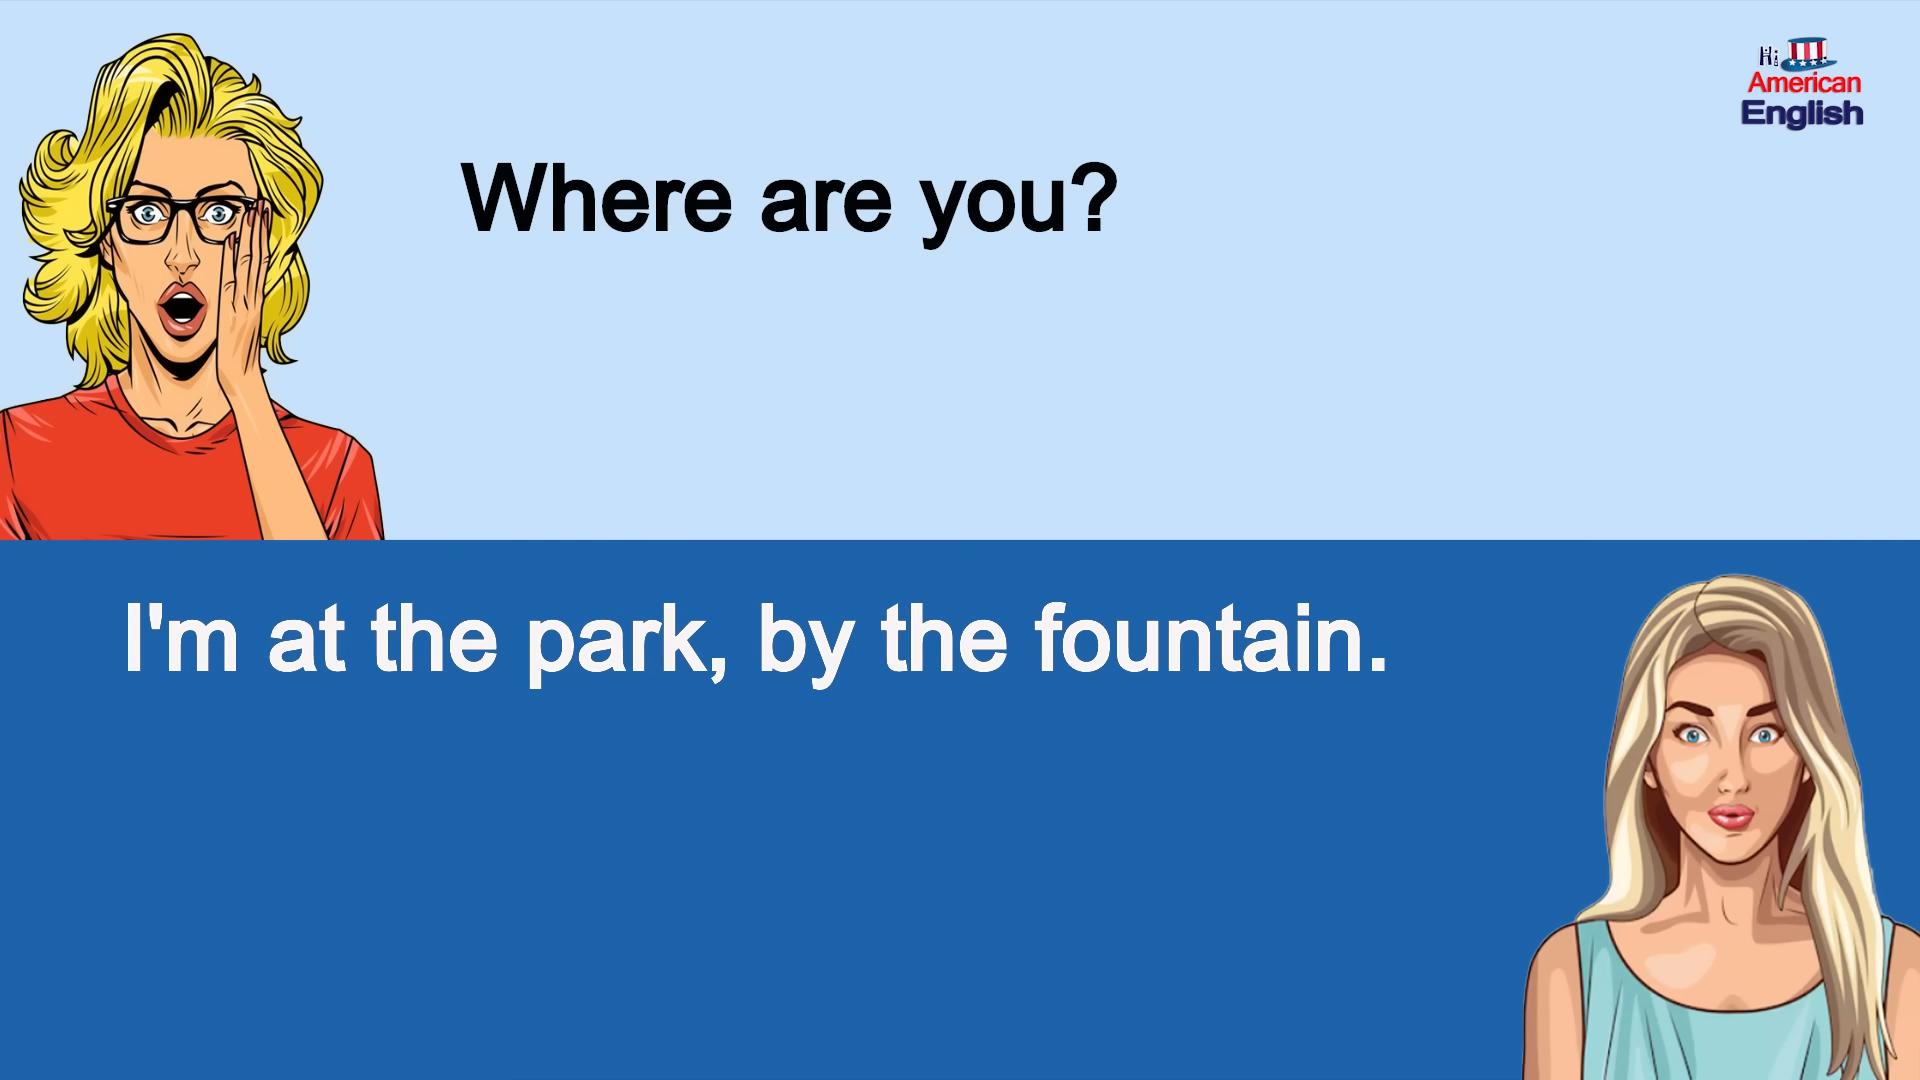 Hi
American
English
Where are you?
I'm at the park, by the fountain.